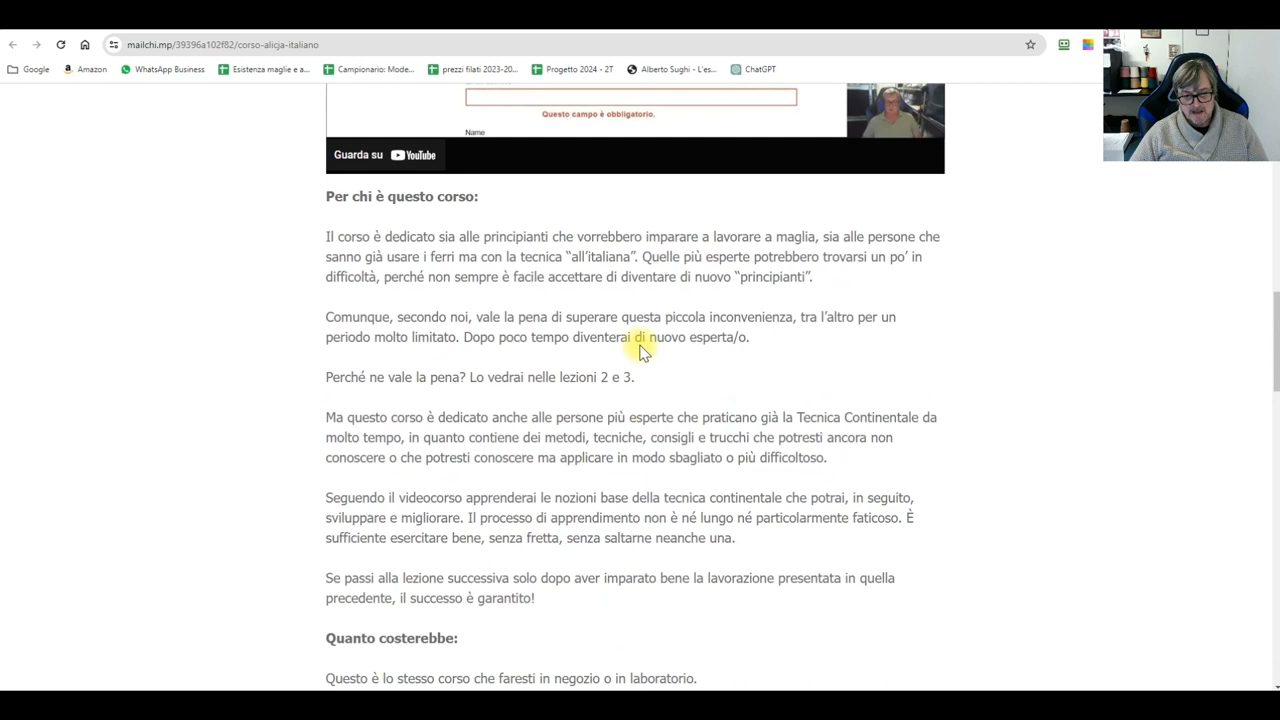 mailchi.mp/39396a102f82/corso-alicja-italiano
Google
Amazon
WhatsApp Business
Esistenza maglie e a...
Campionario: Mode...
prezzi filati 2023-20...
Progetto 2024 - 2T
Alberto Sughi - L'es...
ChatGPT
Questo campo è obbligatorio.
Name
Guarda su YouTube
Per chi è questo corso:
Il corso è dedicato sia alle principianti che vorrebbero imparare a lavorare a maglia, sia alle persone che
sanno già usare i ferri ma con la tecnica “all’italiana”. Quelle più esperte potrebbero trovarsi un po’ in
difficoltà, perché non sempre è facile accettare di diventare di nuovo “principianti”.
Comunque, secondo noi, vale la pena di superare questa piccola inconvenienza, tra l’altro per un
periodo molto limitato. Dopo poco tempo diventerai di nuovo esperta/o.
Perché ne vale la pena? Lo vedrai nelle lezioni 2 e 3.
Ma questo corso è dedicato anche alle persone più esperte che praticano già la Tecnica Continentale da
molto tempo, in quanto contiene dei metodi, tecniche, consigli e trucchi che potresti ancora non
conoscere o che potresti conoscere ma applicare in modo sbagliato o più difficoltoso.
Seguendo il videocorso apprenderai le nozioni base della tecnica continentale che potrai, in seguito,
sviluppare e migliorare. Il processo di apprendimento non è né lungo né particolarmente faticoso. È
sufficiente esercitare bene, senza fretta, senza saltarne neanche una.
Se passi alla lezione successiva solo dopo aver imparato bene la lavorazione presentata in quella
precedente, il successo è garantito!
Quanto costerebbe:
Questo è lo stesso corso che faresti in negozio o in laboratorio.